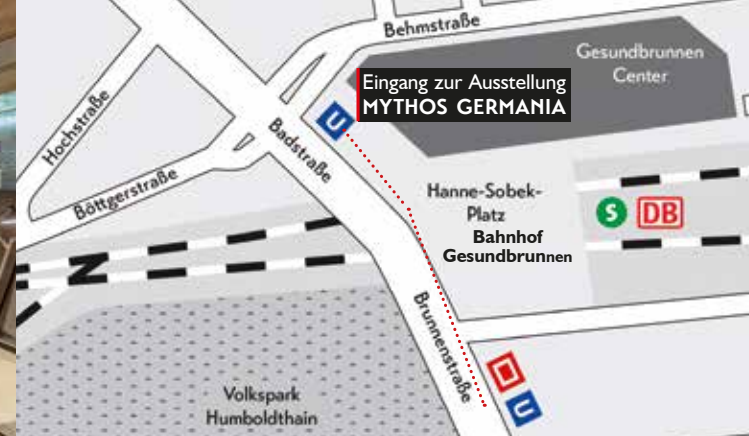 Behmstraße
Gesundbrunnen
Center
Eingang zur Ausstellung
MYTHOS GERMANIA
U
Hochstraße
Badstraße
Böttgerstraße
Hanne-Sobek-
Platz
Bahnhof
Gesundbrunnen
S
DB
Brunnenstraße
U
Volkspark
Humboldthain